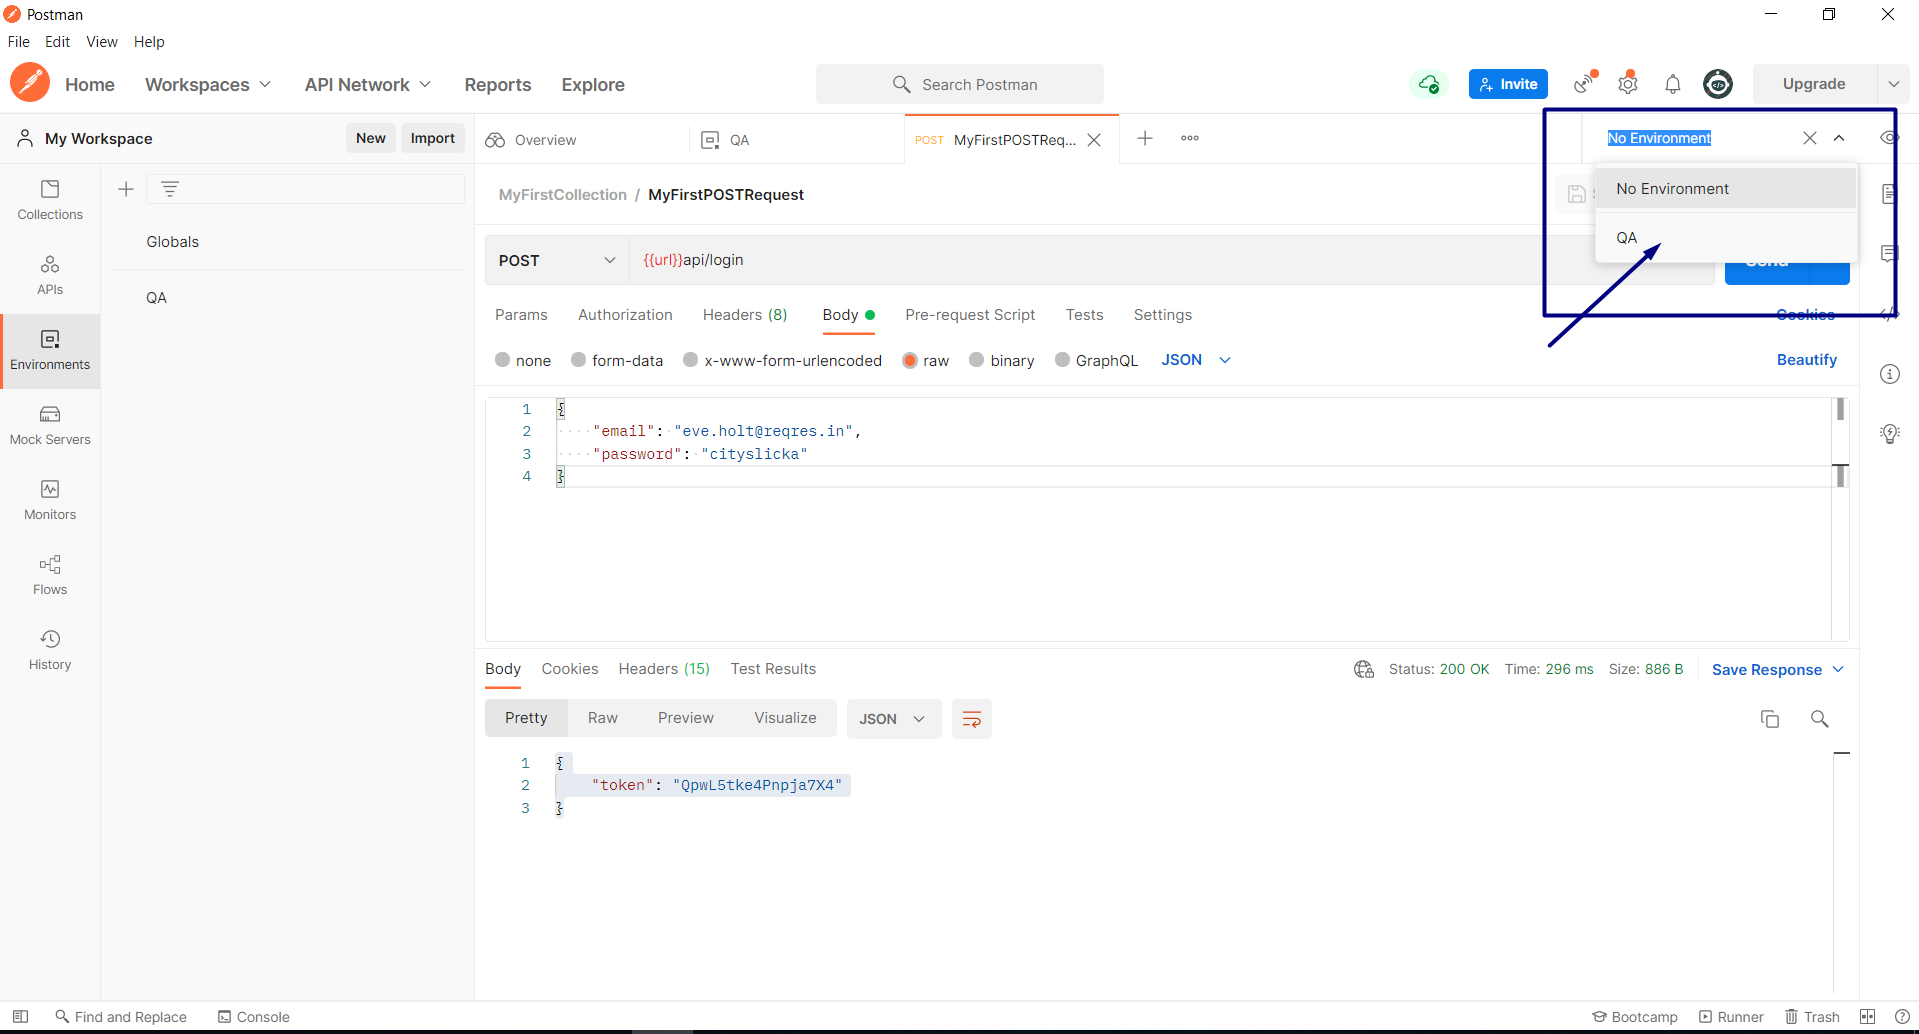 Postman
File Edit View Help
Home Workspaces API Network Reports Explore Search Postman Invite Upgrade
My Workspace New Import Overview QA POST MyFirstPOSTReq... No Environment
No Environment
QA
Collections
APIs
Environments
Mock Servers
Monitors
Flows
History
Globals
QA
MyFirstCollection / MyFirstPOSTRequest
POST {{url}}api/login Send
Params Authorization Headers (8) Body Pre-request Script Tests Settings Cookies
none form-data x-www-form-urlencoded raw binary GraphQL JSON Beautify
1 {
2 "email": "eve.holt@reqres.in",
3 "password": "cityslicka"
4 }
Body Cookies Headers (15) Test Results Status: 200 OK Time: 296 ms Size: 886 B Save Response
Pretty Raw Preview Visualize JSON
1 {
2 "token": "QpwL5tke4Pnpja7X4"
3 }
Find and Replace Console Bootcamp Runner Trash